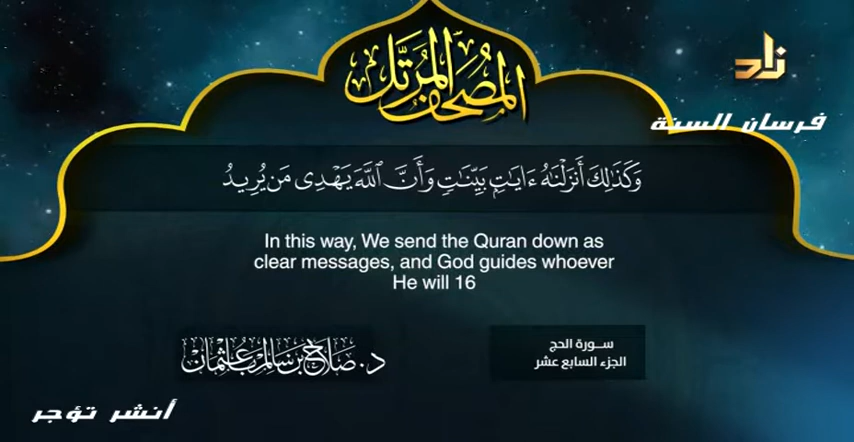 المصحف المرتل
زاد
فرسان السنة
وَكَذَٰلِكَ أَنزَلْنَٰهُ ءَايَٰتٍۭ بَيِّنَٰتٍ وَأَنَّ ٱللَّهَ يَهْدِى مَن يُرِيدُ
In this way, We send the Quran down as
clear messages, and God guides whoever
He will 16
سـورة الحج
الجزء السابع عشر
د. صلاح بن سالم باعثمان
أنشر تؤجر